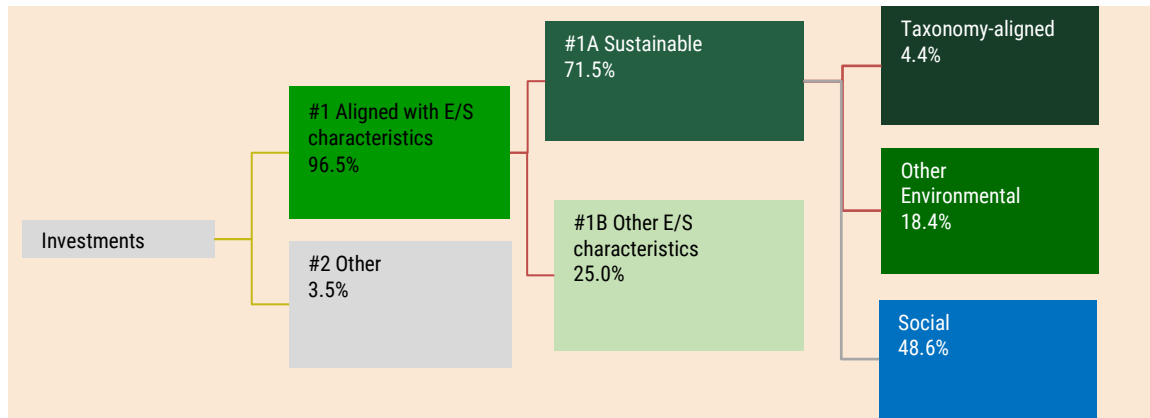 Investments
#1 Aligned with E/S
characteristics
96.5%
#2 Other
3.5%
#1A Sustainable
71.5%
#1B Other E/S
characteristics
25.0%
Taxonomy-aligned
4.4%
Other
Environmental
18.4%
Social
48.6%